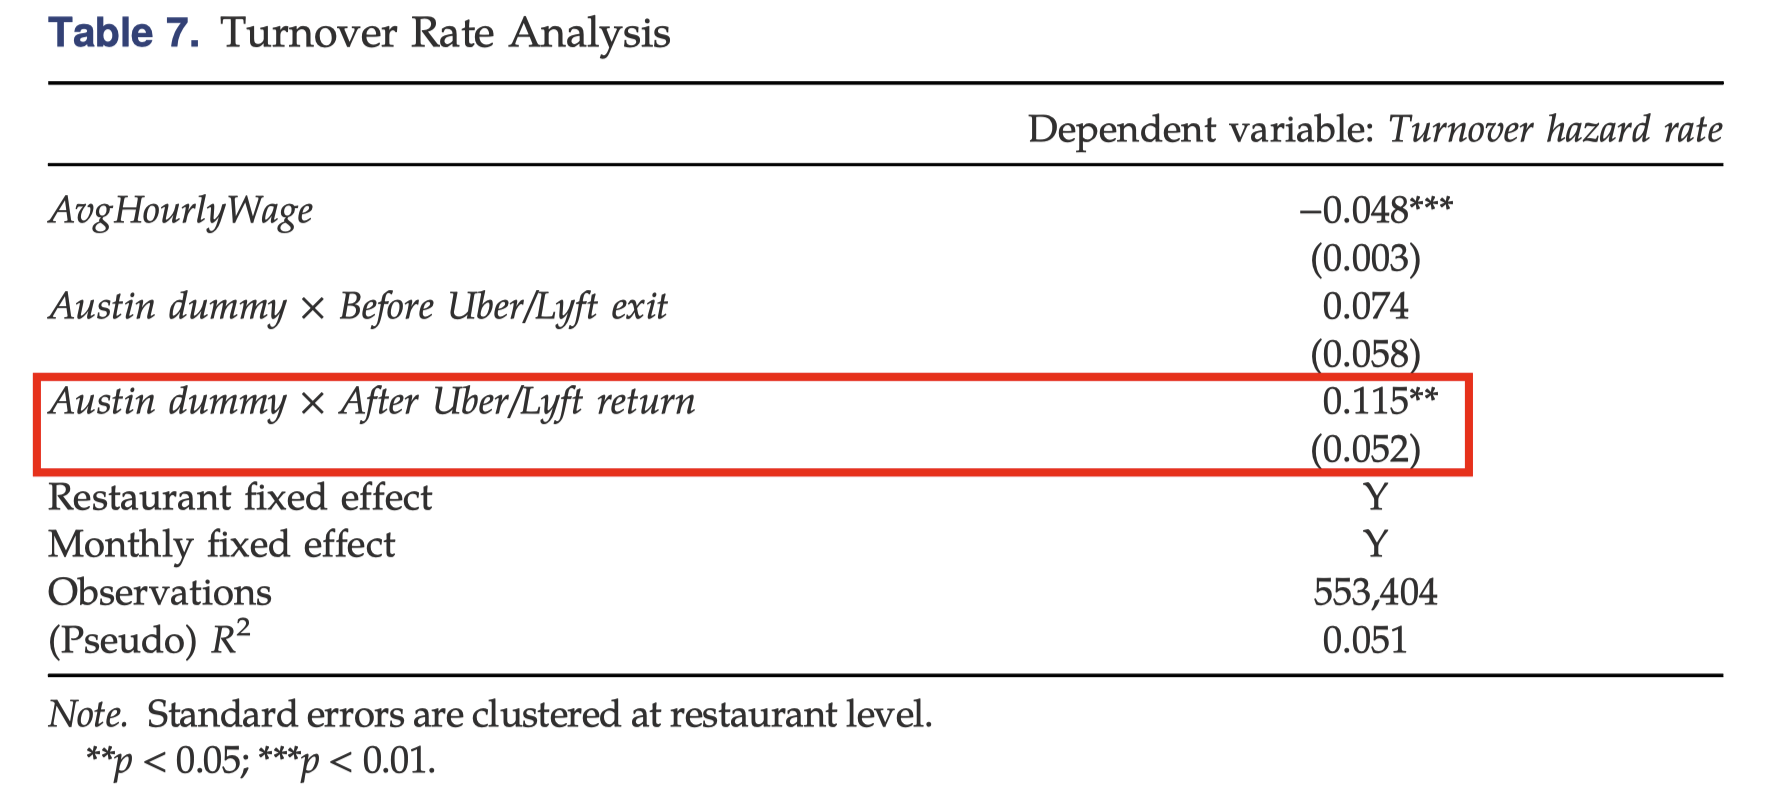 Table 7. Turnover Rate Analysis
Dependent variable: Turnover hazard rate
AvgHourlyWage −0.048***
(0.003)
Austin dummy × Before Uber/Lyft exit 0.074
(0.058)
Austin dummy × After Uber/Lyft return 0.115**
(0.052)
Restaurant fixed effect Y
Monthly fixed effect Y
Observations 553,404
(Pseudo) R² 0.051
Note. Standard errors are clustered at restaurant level.
**p < 0.05; ***p < 0.01.